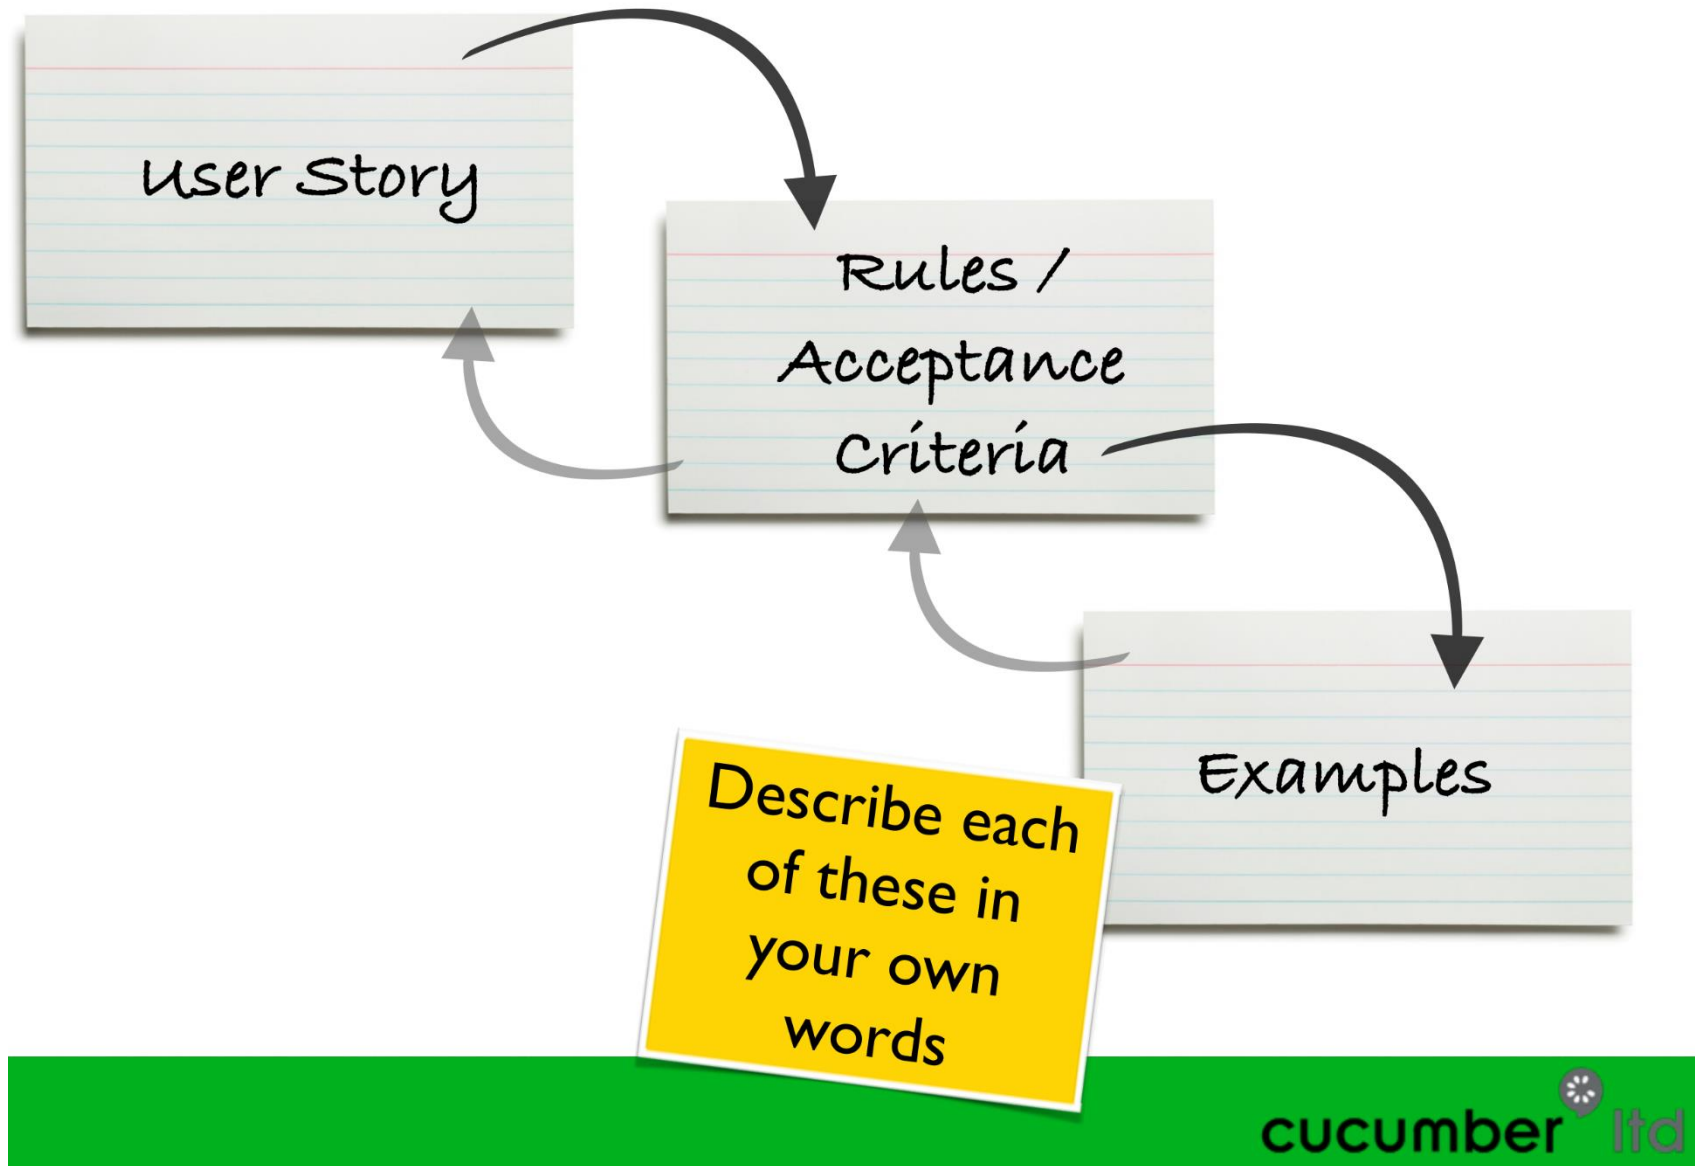 User Story
Rules /
Acceptance
Criteria
Examples
Describe each
of these in
your own
words
cucumber ltd